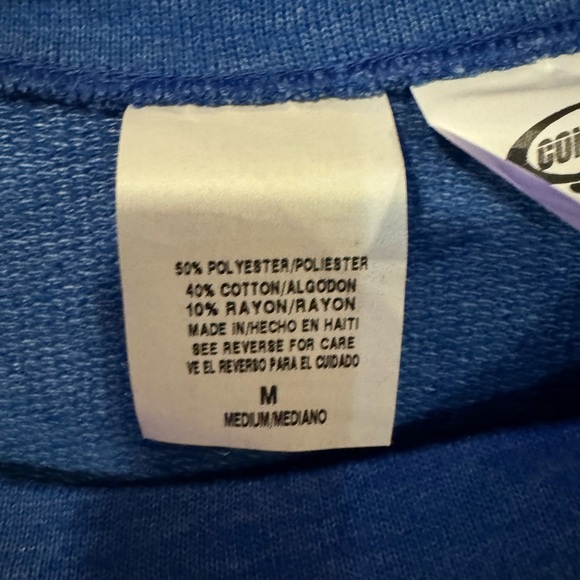 50% POLYESTER/POLIESTER
40% COTTON/ALGODON
10% RAYON/RAYON
MADE IN/HECHO EN HAITI
SEE REVERSE FOR CARE
VE EL REVERSO PARA EL CUIDADO
M
MEDIUM/MEDIANO